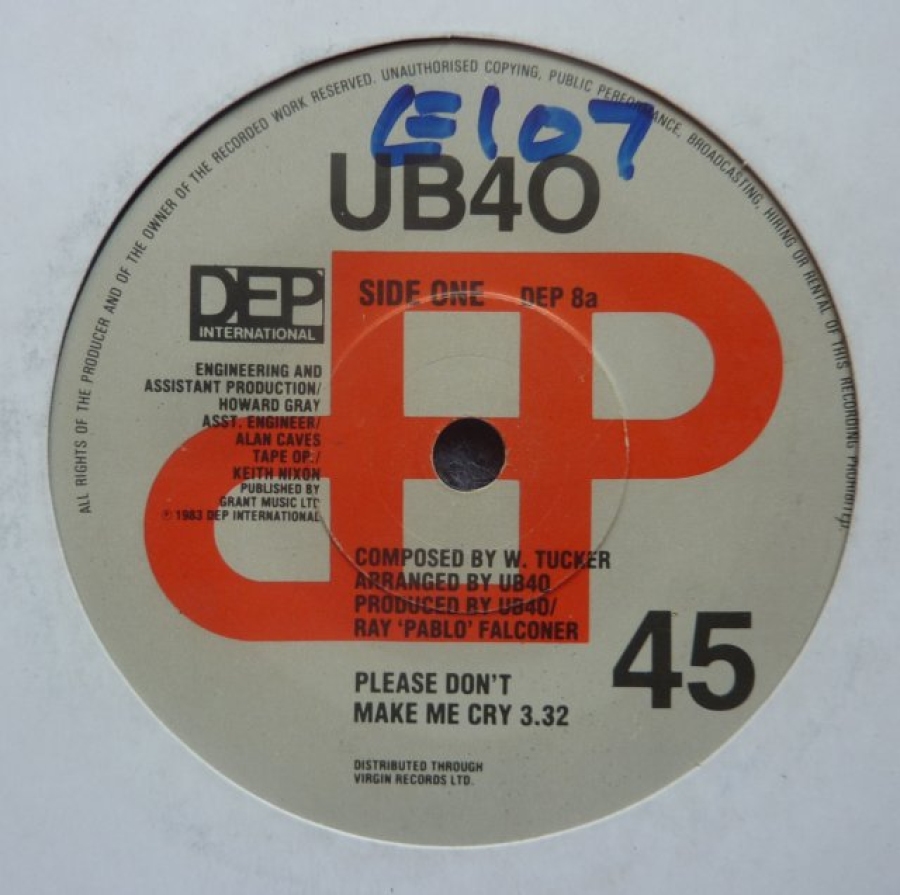 ALL RIGHTS OF THE PRODUCER AND OF THE OWNER OF THE RECORDED WORK RESERVED. UNAUTHORISED COPYING, PUBLIC PERFORMANCE, BROADCASTING, HIRING OR RENTAL OF THIS RECORDING PROHIBITED.
E107
UB40
DEP
INTERNATIONAL
SIDE ONE DEP 8a
ENGINEERING AND
ASSISTANT PRODUCTION/
HOWARD GRAY
ASST. ENGINEER/
ALAN CAVES
TAPE OP./
KEITH NIXON
PUBLISHED BY
GRANT MUSIC LTD
℗ 1983 DEP INTERNATIONAL
COMPOSED BY W. TUCKER
ARRANGED BY UB40
PRODUCED BY UB40/
RAY 'PABLO' FALCONER
45
PLEASE DON'T
MAKE ME CRY 3.32
DISTRIBUTED THROUGH
VIRGIN RECORDS LTD.